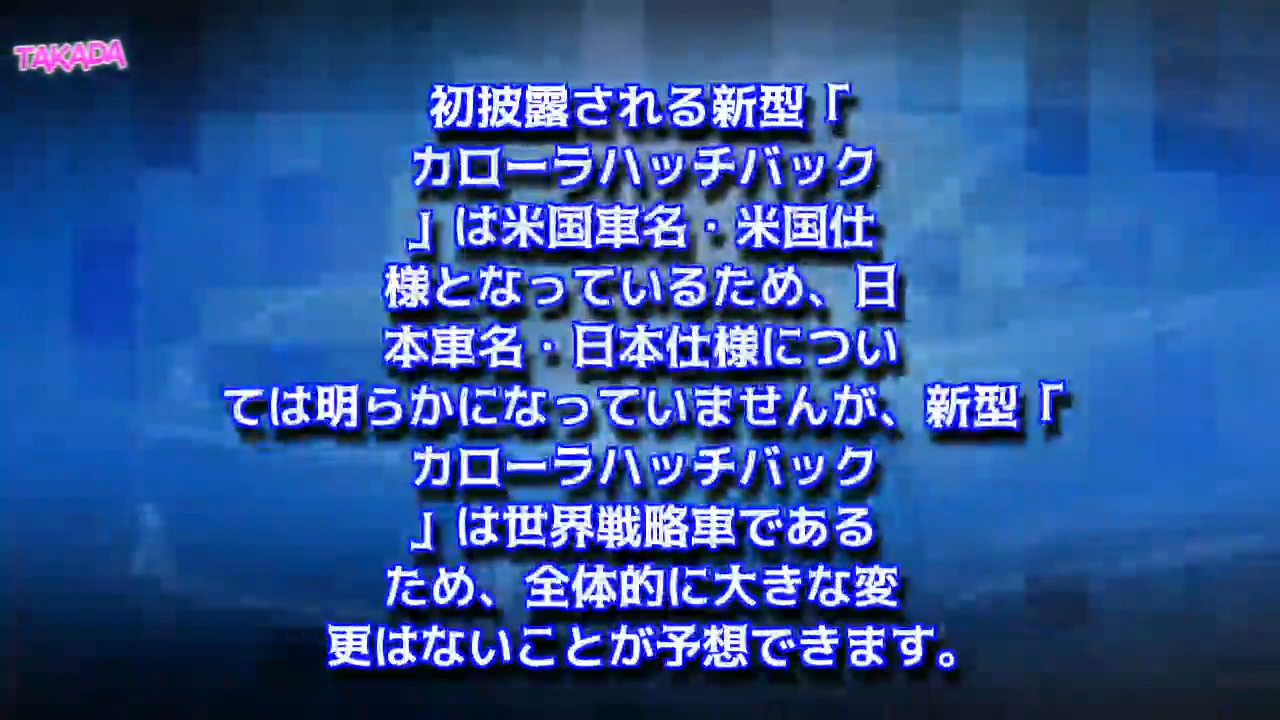 TAKADA
初披露される新型「
カローラハッチバック
」は米国車名・米国仕
様となっているため、日
本車名・日本仕様につい
ては明らかになっていませんが、新型「
カローラハッチバック
」は世界戦略車である
ため、全体的に大きな変
更はないことが予想できます。